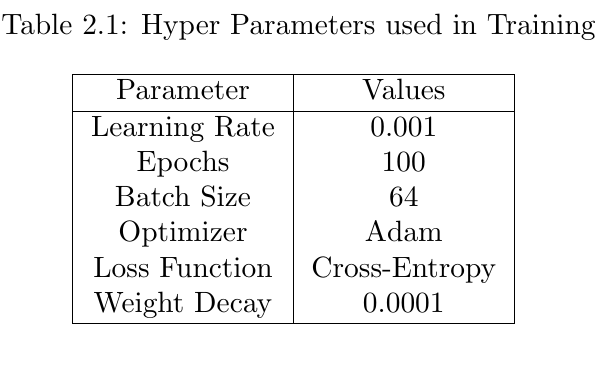 Table 2.1: Hyper Parameters used in Training
Parameter Values
Learning Rate 0.001
Epochs 100
Batch Size 64
Optimizer Adam
Loss Function Cross-Entropy
Weight Decay 0.0001